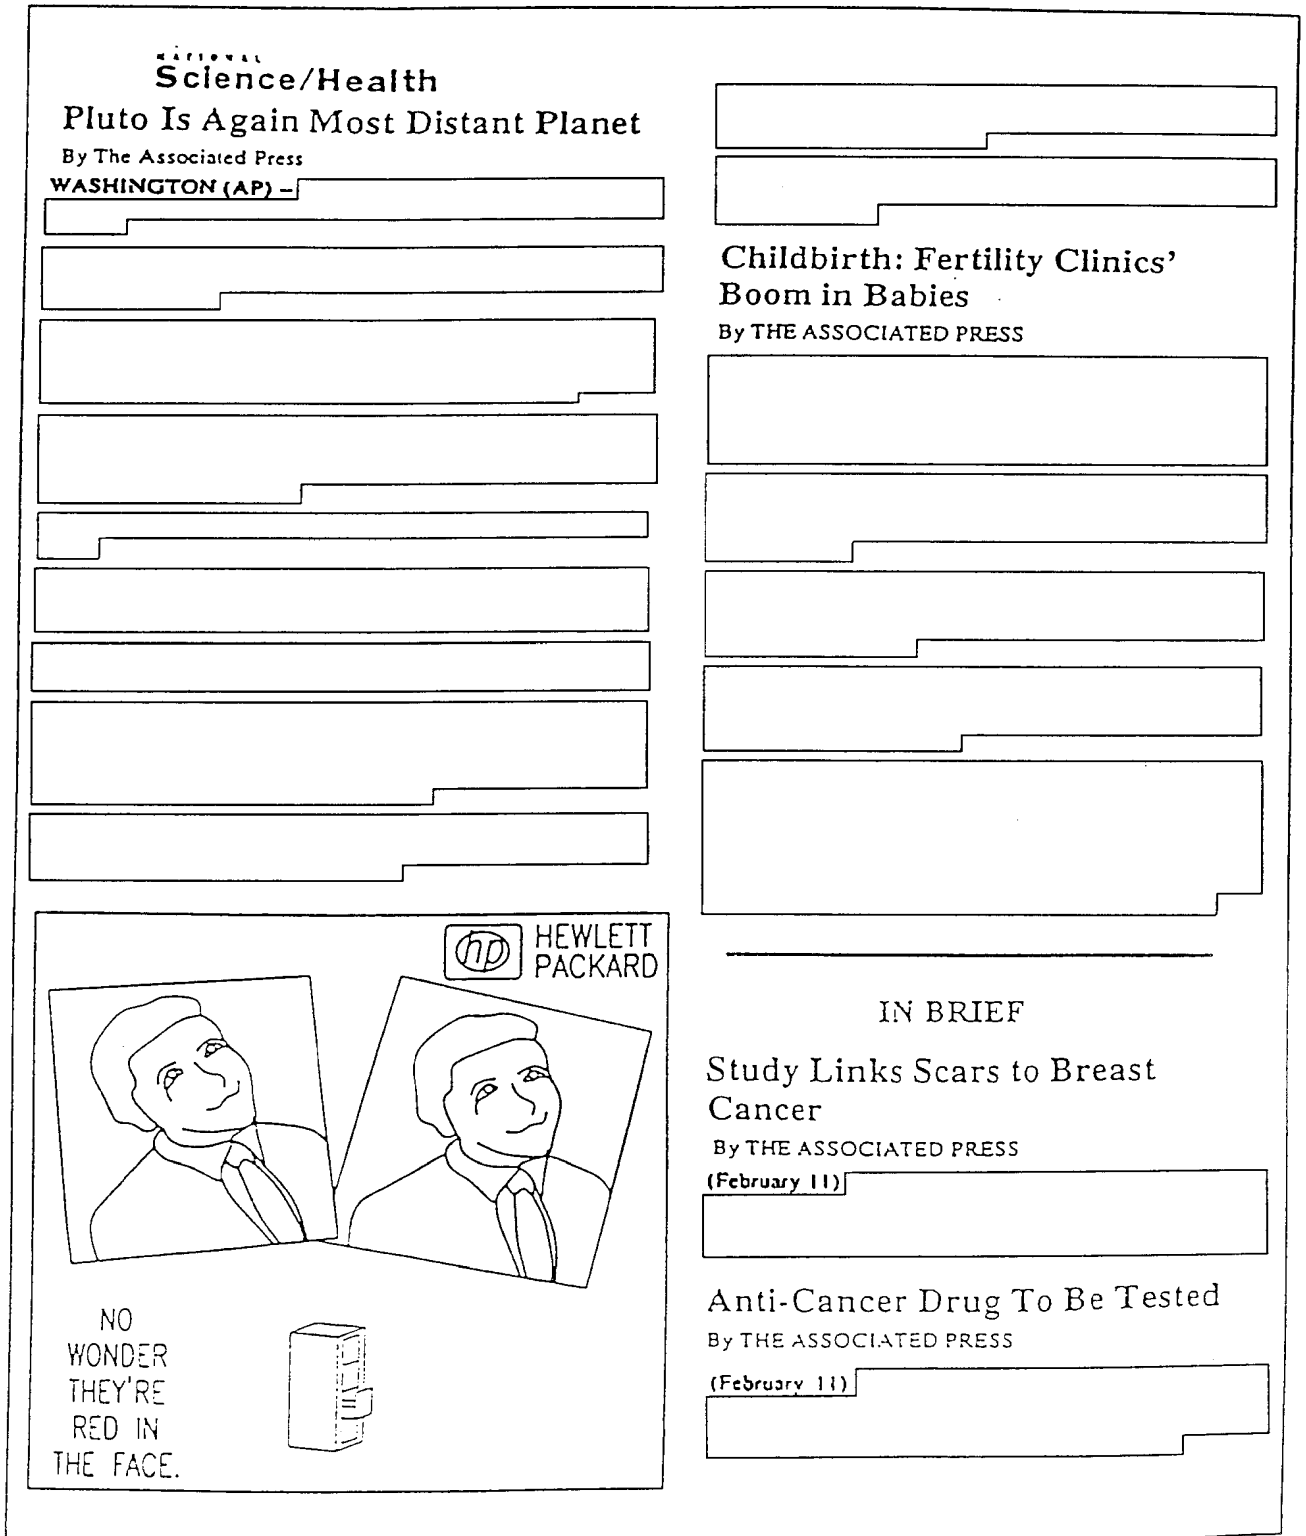 NATIONAL
Science/Health
Pluto Is Again Most Distant Planet
By The Associated Press
WASHINGTON (AP) –
Childbirth: Fertility Clinics’
Boom in Babies
By THE ASSOCIATED PRESS
hp HEWLETT
PACKARD
NO
WONDER
THEY'RE
RED IN
THE FACE.
IN BRIEF
Study Links Scars to Breast
Cancer
By THE ASSOCIATED PRESS
(February 11)
Anti-Cancer Drug To Be Tested
By THE ASSOCIATED PRESS
(February 11)